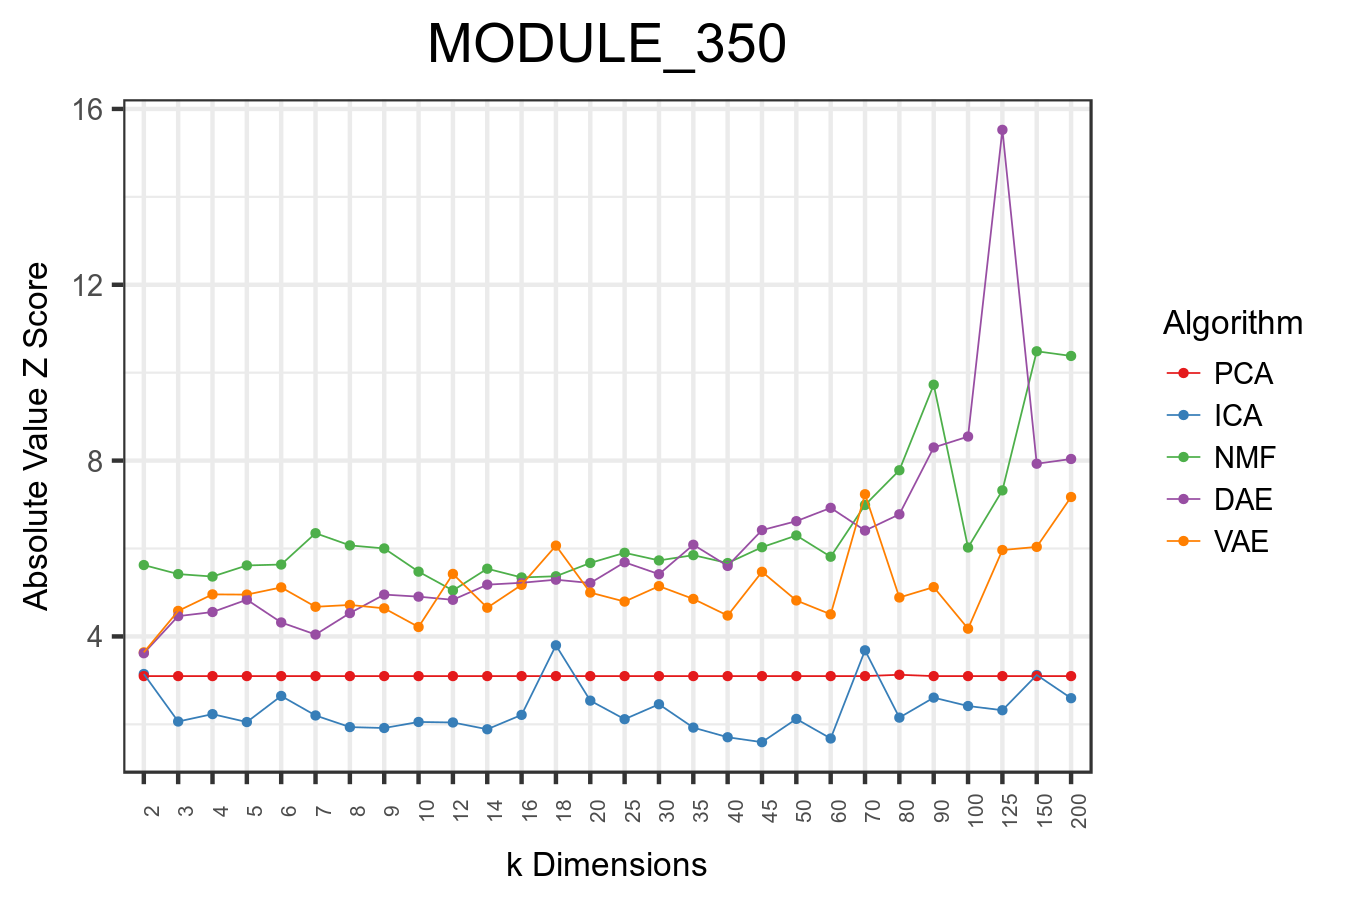 MODULE_350
Absolute Value Z Score
16
12
8
4
2 3 4 5 6 7 8 9 10 12 14 16 18 20 25 30 35 40 45 50 60 70 80 90 100 125 150 200
k Dimensions
Algorithm
PCA
ICA
NMF
DAE
VAE